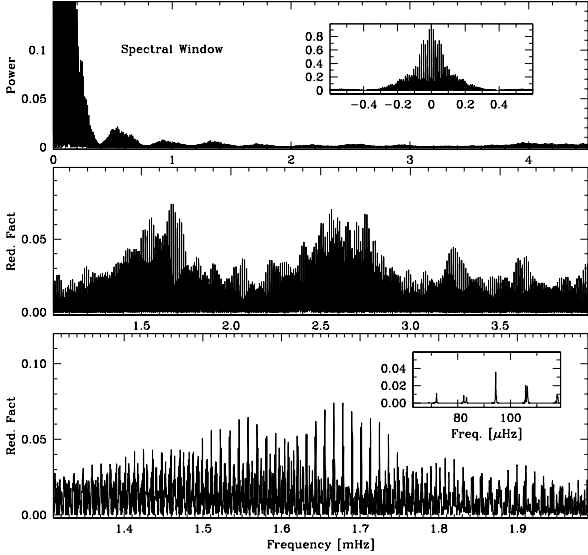 0.1
0.05
0
Power
Spectral Window
0.8
0.6
0.4
0.2
0
-0.4 -0.2 0 0.2 0.4
0 1 2 3 4
0.05
0.00
Red. Fact
1.5 2.0 2.5 3.0 3.5
0.10
0.05
0.00
Red. Fact
0.04
0.02
0.00
80 100
Freq. [μHz]
1.4 1.5 1.6 1.7 1.8 1.9
Frequency [mHz]